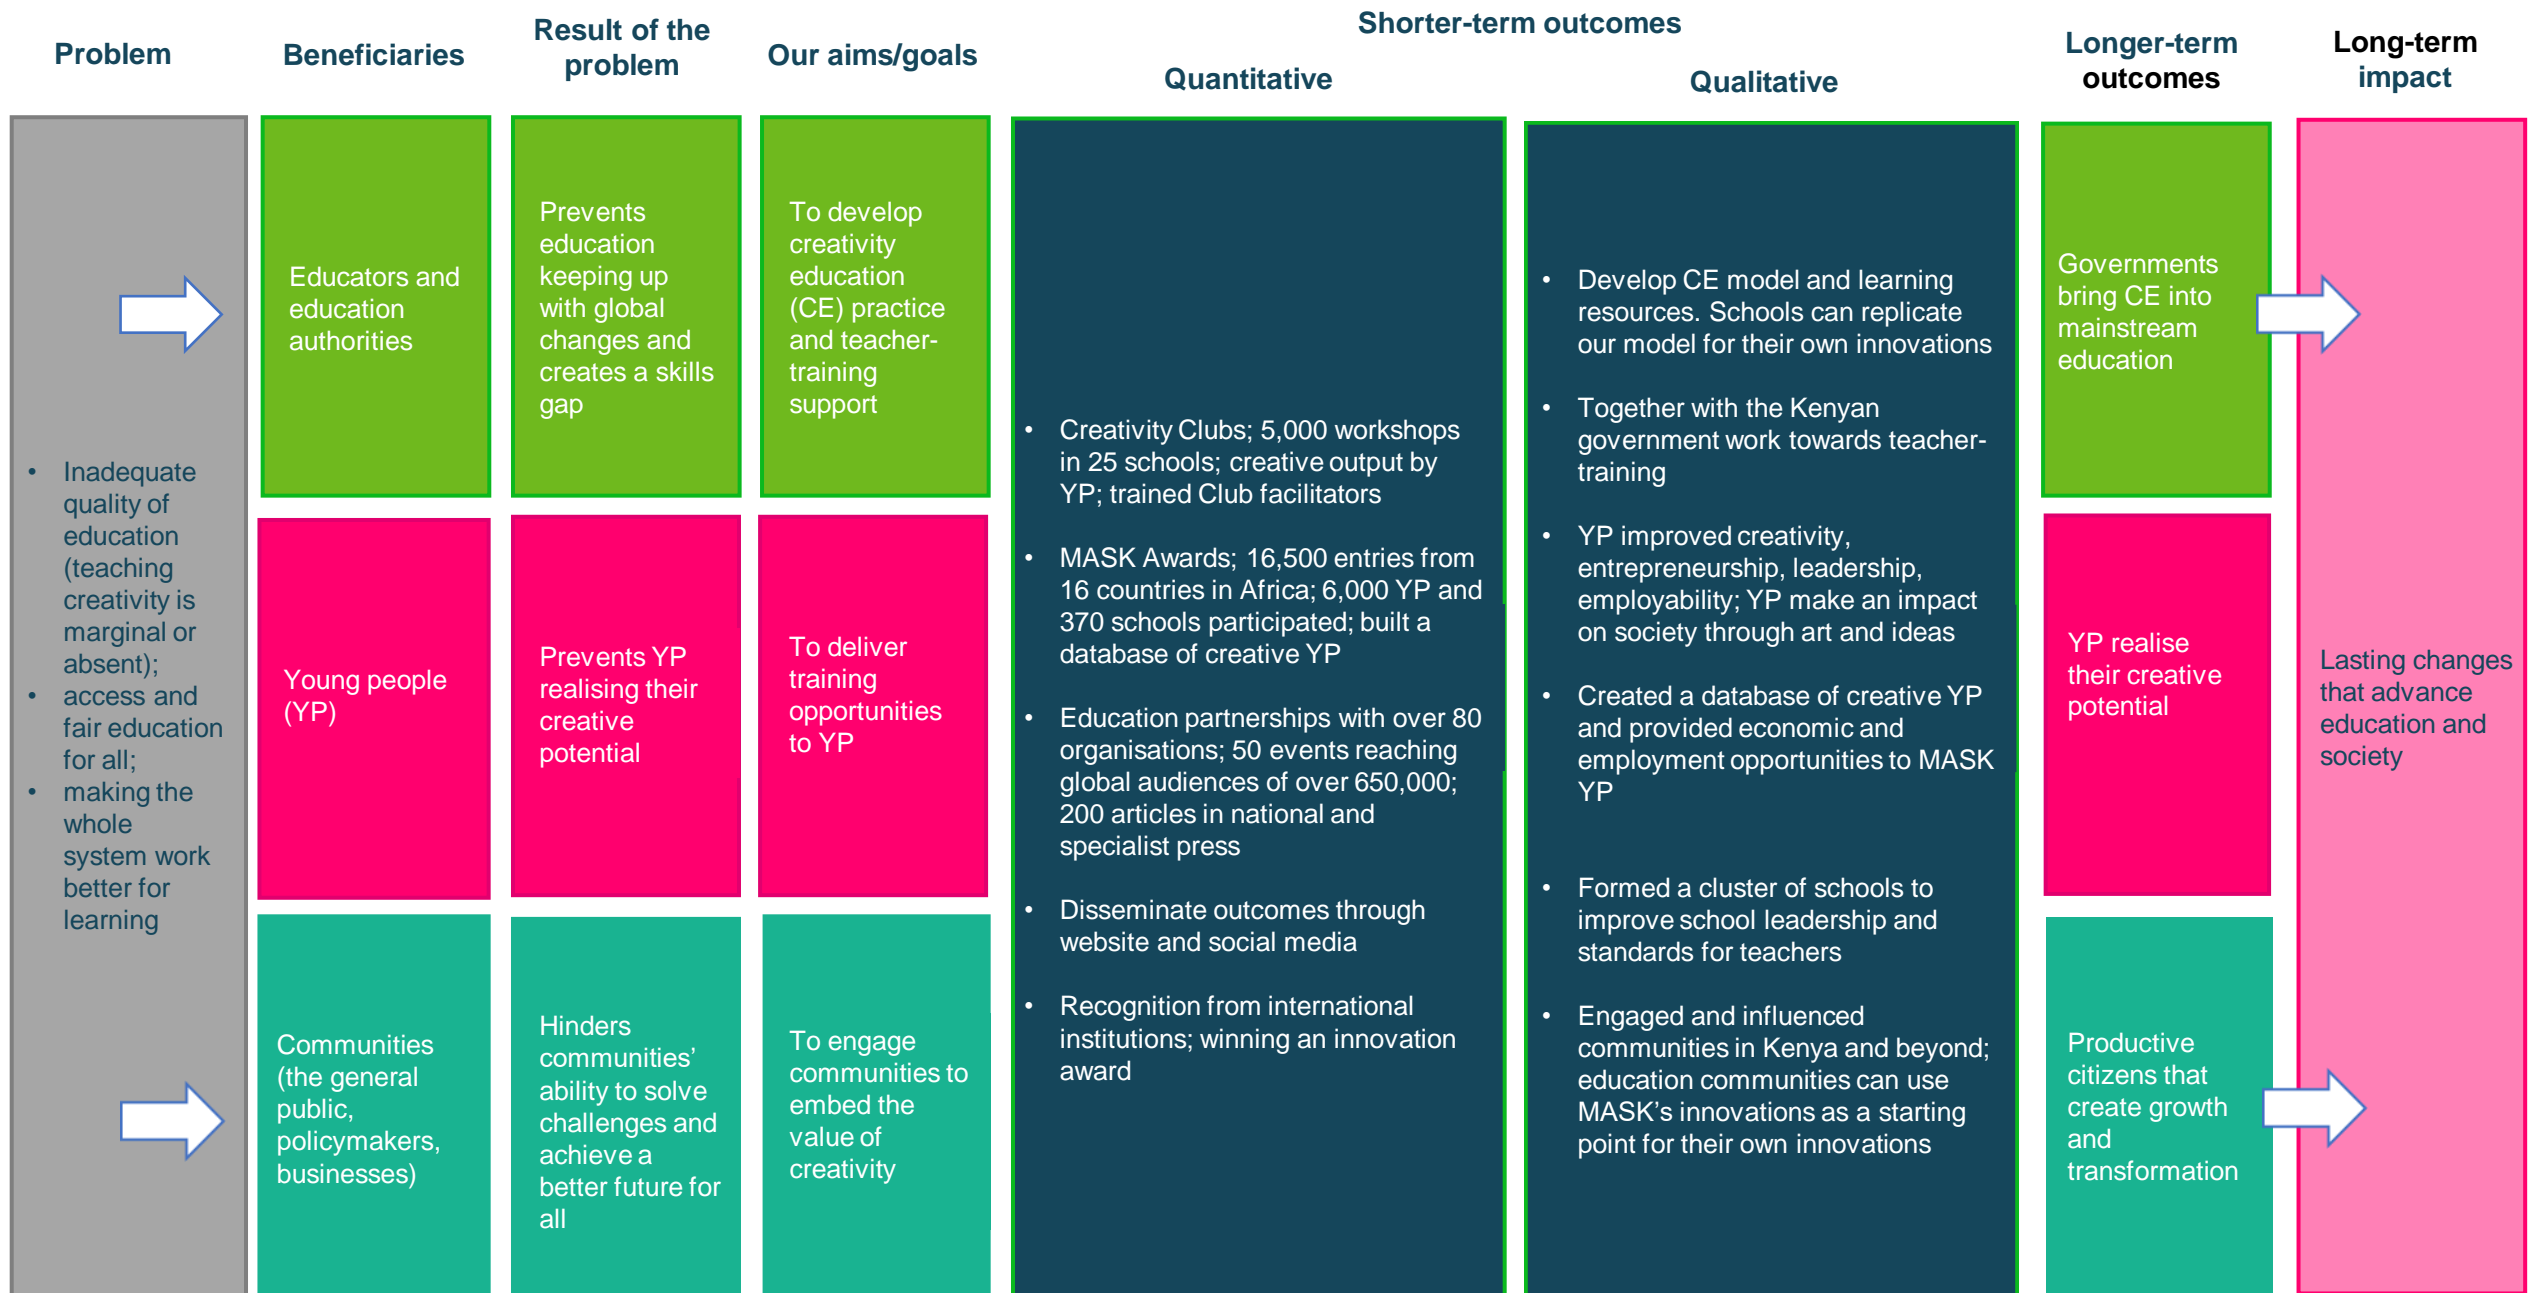 Problem
Beneficiaries
Result of the
problem
Our aims/goals
Shorter-term outcomes
Quantitative
Qualitative
Longer-term
outcomes
Long-term
impact
• Inadequate
quality of
education
(teaching
creativity is
marginal or
absent);
• access and
fair education
for all;
• making the
whole
system work
better for
learning
Educators and
education
authorities
Prevents
education
keeping up
with global
changes and
creates a skills
gap
To develop
creativity
education
(CE) practice
and teacher-
training
support
Young people
(YP)
Prevents YP
realising their
creative
potential
To deliver
training
opportunities
to YP
Communities
(the general
public,
policymakers,
businesses)
Hinders
communities’
ability to solve
challenges and
achieve a
better future for
all
To engage
communities to
embed the
value of
creativity
• Creativity Clubs; 5,000 workshops
in 25 schools; creative output by
YP; trained Club facilitators
• MASK Awards; 16,500 entries from
16 countries in Africa; 6,000 YP and
370 schools participated; built a
database of creative YP
• Education partnerships with over 80
organisations; 50 events reaching
global audiences of over 650,000;
200 articles in national and
specialist press
• Disseminate outcomes through
website and social media
• Recognition from international
institutions; winning an innovation
award
• Develop CE model and learning
resources. Schools can replicate
our model for their own innovations
• Together with the Kenyan
government work towards teacher-
training
• YP improved creativity,
entrepreneurship, leadership,
employability; YP make an impact
on society through art and ideas
• Created a database of creative YP
and provided economic and
employment opportunities to MASK
YP
• Formed a cluster of schools to
improve school leadership and
standards for teachers
• Engaged and influenced
communities in Kenya and beyond;
education communities can use
MASK’s innovations as a starting
point for their own innovations
Governments
bring CE into
mainstream
education
YP realise
their creative
potential
Productive
citizens that
create growth
and
transformation
Lasting changes
that advance
education and
society